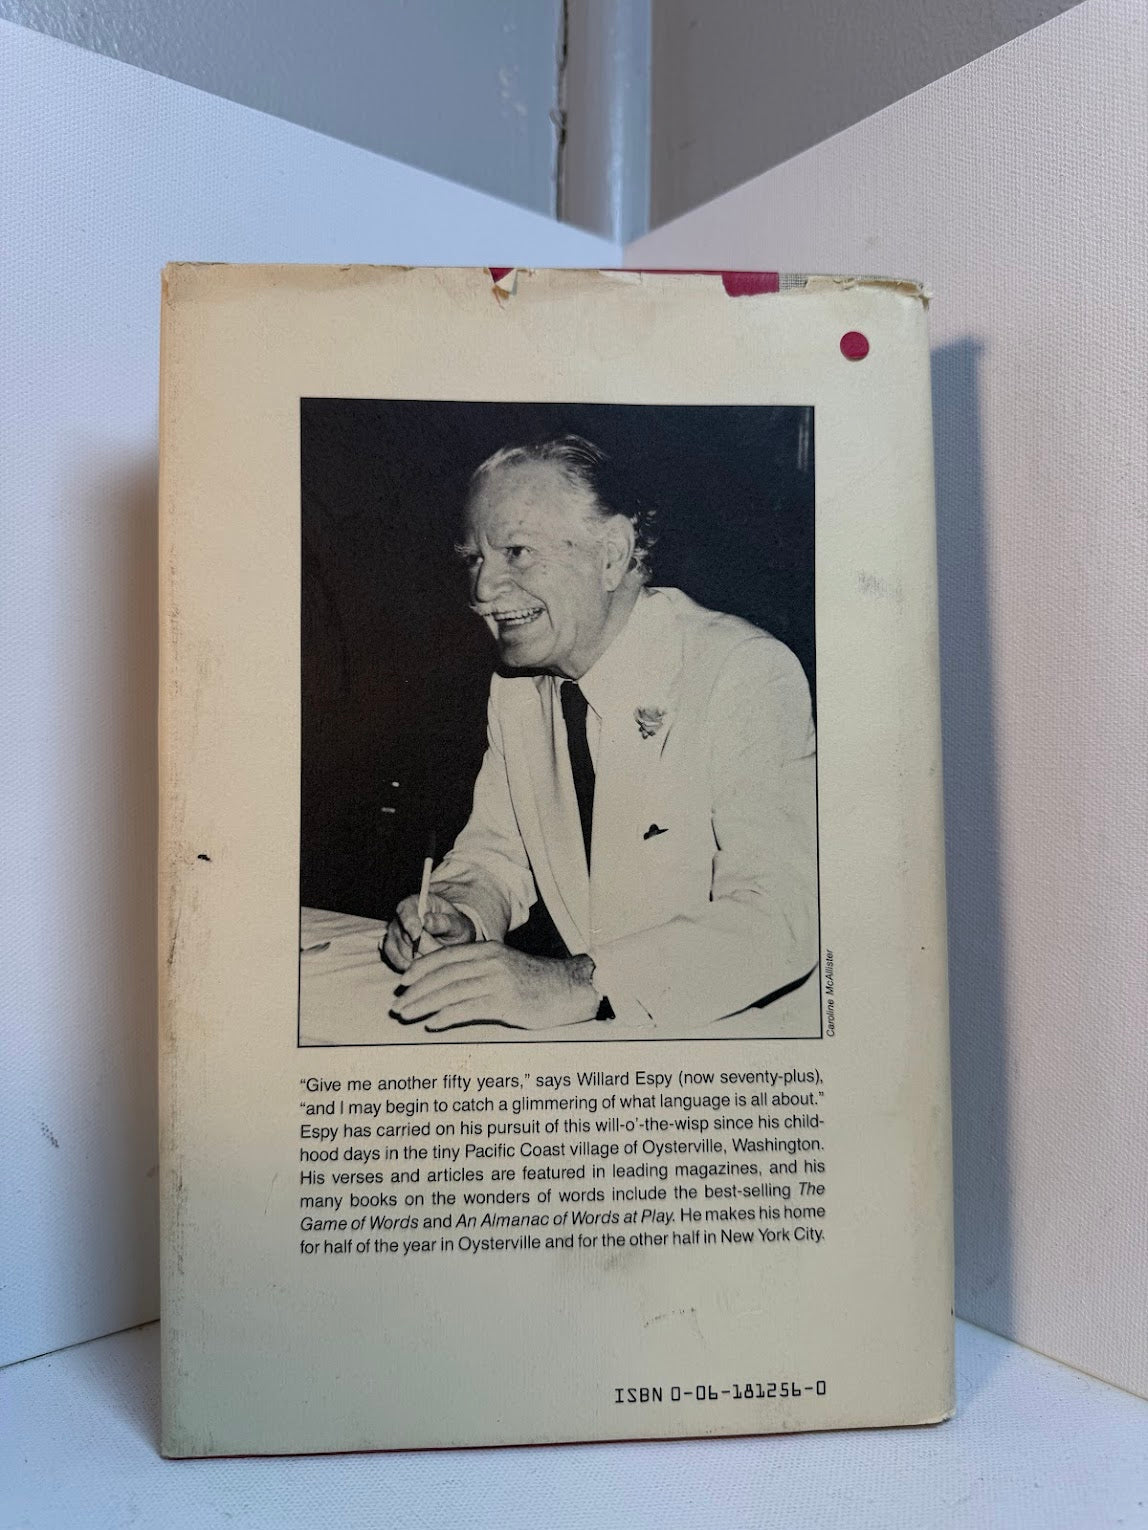 Caroline McAllister
“Give me another fifty years,” says Willard Espy (now seventy-plus),
“and I may begin to catch a glimmering of what language is all about.”
Espy has carried on his pursuit of this will-o’-the-wisp since his child-
hood days in the tiny Pacific Coast village of Oysterville, Washington.
His verses and articles are featured in leading magazines, and his
many books on the wonders of words include the best-selling The
Game of Words and An Almanac of Words at Play. He makes his home
for half of the year in Oysterville and for the other half in New York City.
ISBN 0-06-181256-0